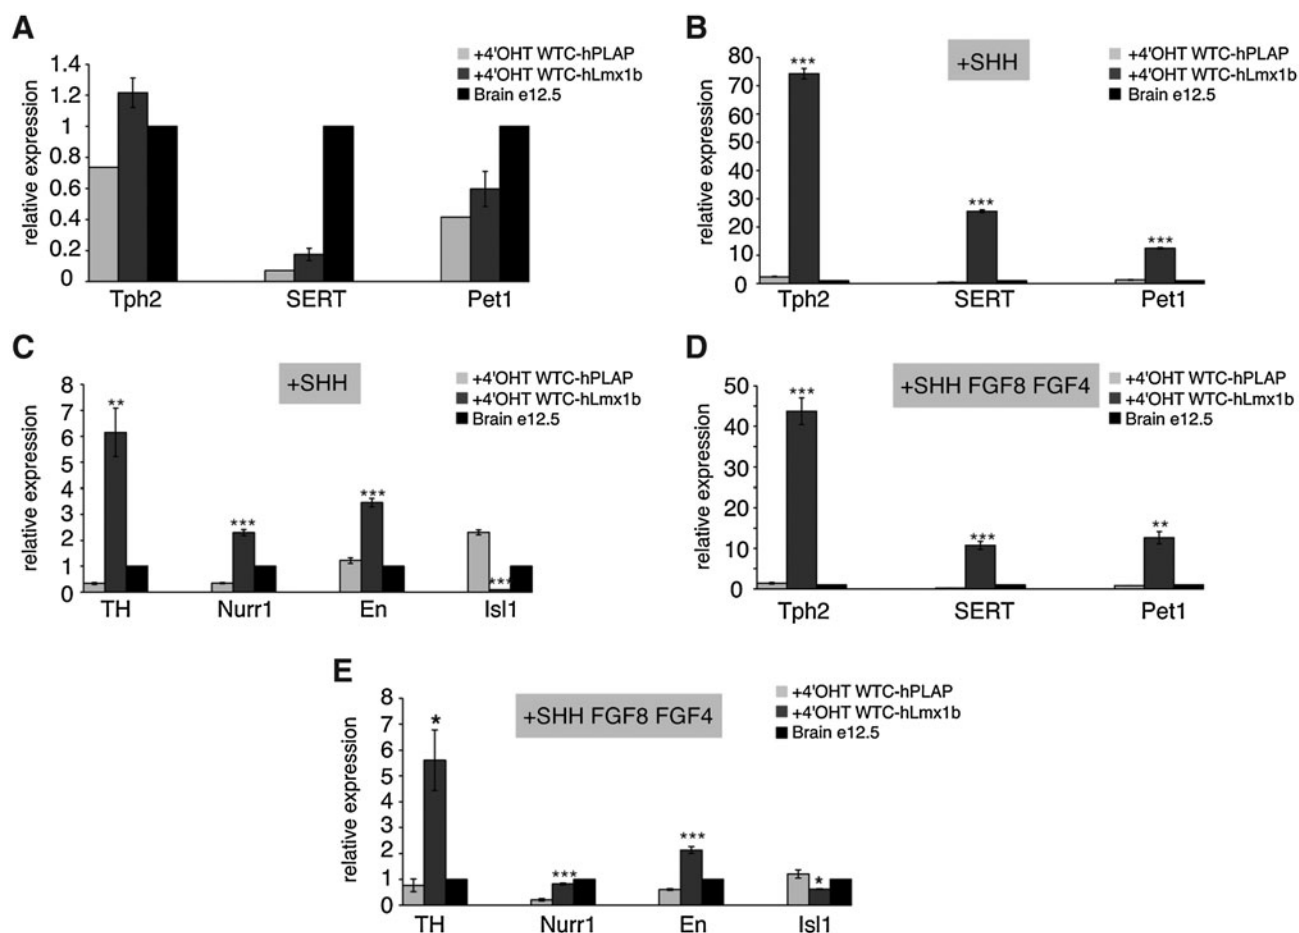 A
+4'OHT WTC-hPLAP
+4'OHT WTC-hLmx1b
Brain e12.5
relative expression
1.4
1.2
1
0.8
0.6
0.4
0.2
0
Tph2 SERT Pet1
B
+SHH
+4'OHT WTC-hPLAP
+4'OHT WTC-hLmx1b
Brain e12.5
relative expression
80
70
60
50
40
30
20
10
0
***
***
***
Tph2 SERT Pet1
C
+SHH
+4'OHT WTC-hPLAP
+4'OHT WTC-hLmx1b
Brain e12.5
relative expression
8
7
6
5
4
3
2
1
0
**
***
***
***
TH Nurr1 En Isl1
D
+SHH FGF8 FGF4
+4'OHT WTC-hPLAP
+4'OHT WTC-hLmx1b
Brain e12.5
relative expression
50
40
30
20
10
0
***
***
**
Tph2 SERT Pet1
E
+SHH FGF8 FGF4
+4'OHT WTC-hPLAP
+4'OHT WTC-hLmx1b
Brain e12.5
relative expression
8
7
6
5
4
3
2
1
0
*
***
***
*
TH Nurr1 En Isl1